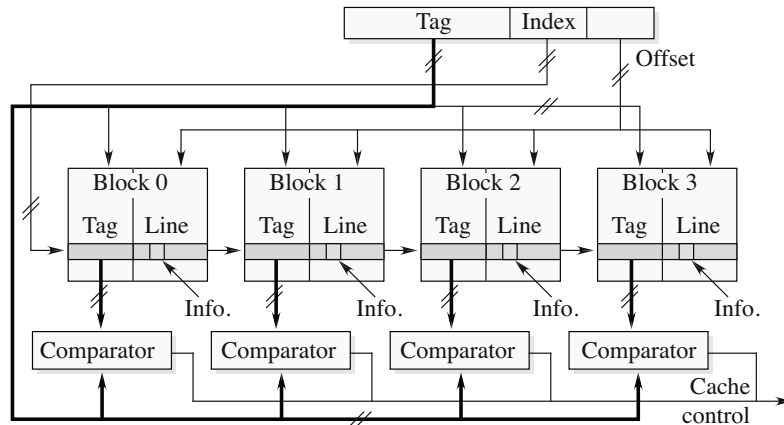 Tag Index
Offset
Block 0 Block 1 Block 2 Block 3
Tag Line Tag Line Tag Line Tag Line
Info. Info. Info. Info.
Comparator Comparator Comparator Comparator
Cache
control